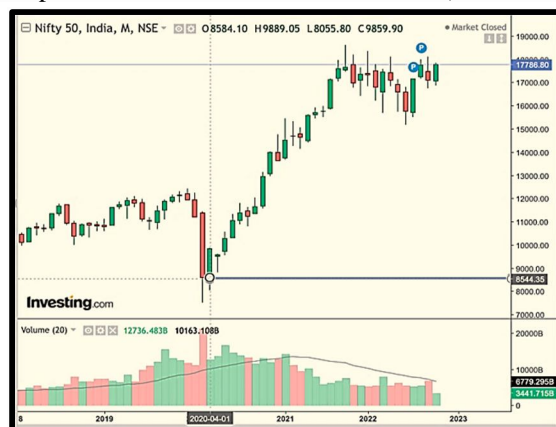 Nifty 50, India, M, NSE O8584.10 H9889.05 L8055.80 C9859.90
Market Closed
19000.00
17786.80
17000.00
16000.00
15000.00
14000.00
13000.00
12000.00
11000.00
10000.00
9000.00
8544.35
8000.00
7000.00
P
P
Investing.com
Volume (20) 12736.483B 10163.108B
20000B
10000B
6779.295B
3441.715B
0
8 2019 2020-04-01 2021 2022 2023